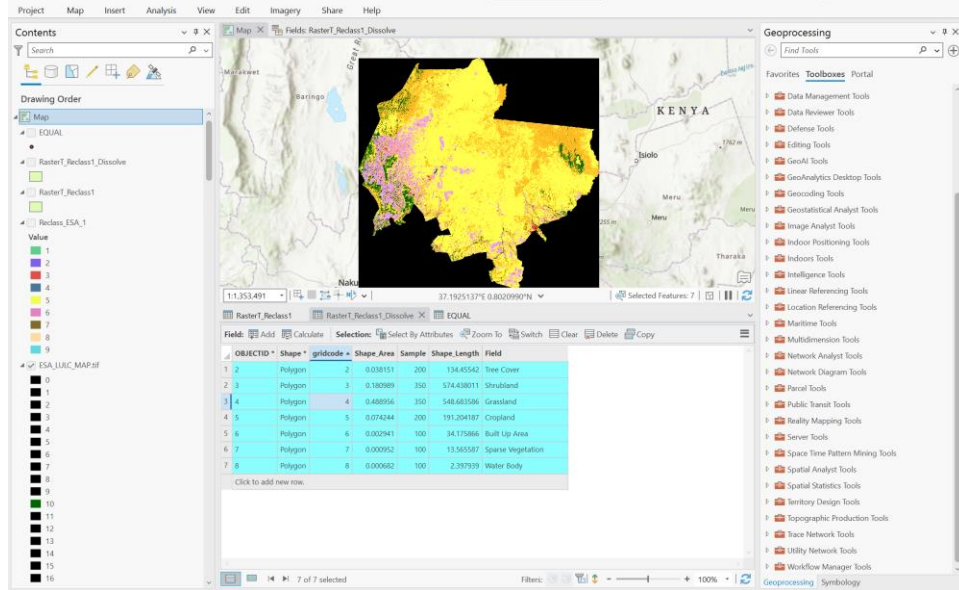 Project Map Insert Analysis View Edit Imagery Share Help
Contents
Search
Drawing Order
Map
EQUAL
RasterT_Reclass1_Dissolve
RasterT_Reclass1
Reclass_ESA_1
Value
1
2
3
4
5
6
7
8
9
ESA_LULC_MAP.tif
0
1
2
3
4
5
6
7
8
9
10
11
12
13
14
15
16
Map Fields: RasterT_Reclass1_Dissolve
Marakwet
Great
Baringo
KENYA
Isiolo
1762 m
Meru
Meru
Meru
Tharaka
Naku
1:1,353,491 37.1925137°E 0.8020990°N Selected Features: 7
RasterT_Reclass1 RasterT_Reclass1_Dissolve EQUAL
Field: Add Calculate Selection: Select By Attributes Zoom To Switch Clear Delete Copy
OBJECTID * Shape * gridcode Shape_Area Sample Shape_Length Field
1 2 Polygon 2 0.038151 200 134.45542 Tree Cover
2 3 Polygon 3 0.180989 350 574.438011 Shrubland
3 4 Polygon 4 0.488956 350 548.683586 Grassland
4 5 Polygon 5 0.074244 200 191.204187 Cropland
5 6 Polygon 6 0.002941 100 34.175866 Built Up Area
6 7 Polygon 7 0.000952 100 13.565587 Sparse Vegetation
7 8 Polygon 8 0.000682 100 2.397939 Water Body
Click to add new row.
7 of 7 selected Filters: 100%
Geoprocessing
Find Tools
Favorites Toolboxes Portal
Data Management Tools
Data Reviewer Tools
Defense Tools
Editing Tools
GeoAI Tools
GeoAnalytics Desktop Tools
Geocoding Tools
Geostatistical Analyst Tools
Image Analyst Tools
Indoor Positioning Tools
Indoors Tools
Intelligence Tools
Linear Referencing Tools
Location Referencing Tools
Maritime Tools
Multidimension Tools
Network Analyst Tools
Network Diagram Tools
Parcel Tools
Public Transit Tools
Reality Mapping Tools
Server Tools
Space Time Pattern Mining Tools
Spatial Analyst Tools
Spatial Statistics Tools
Territory Design Tools
Topographic Production Tools
Trace Network Tools
Utility Network Tools
Workflow Manager Tools
Geoprocessing Symbology